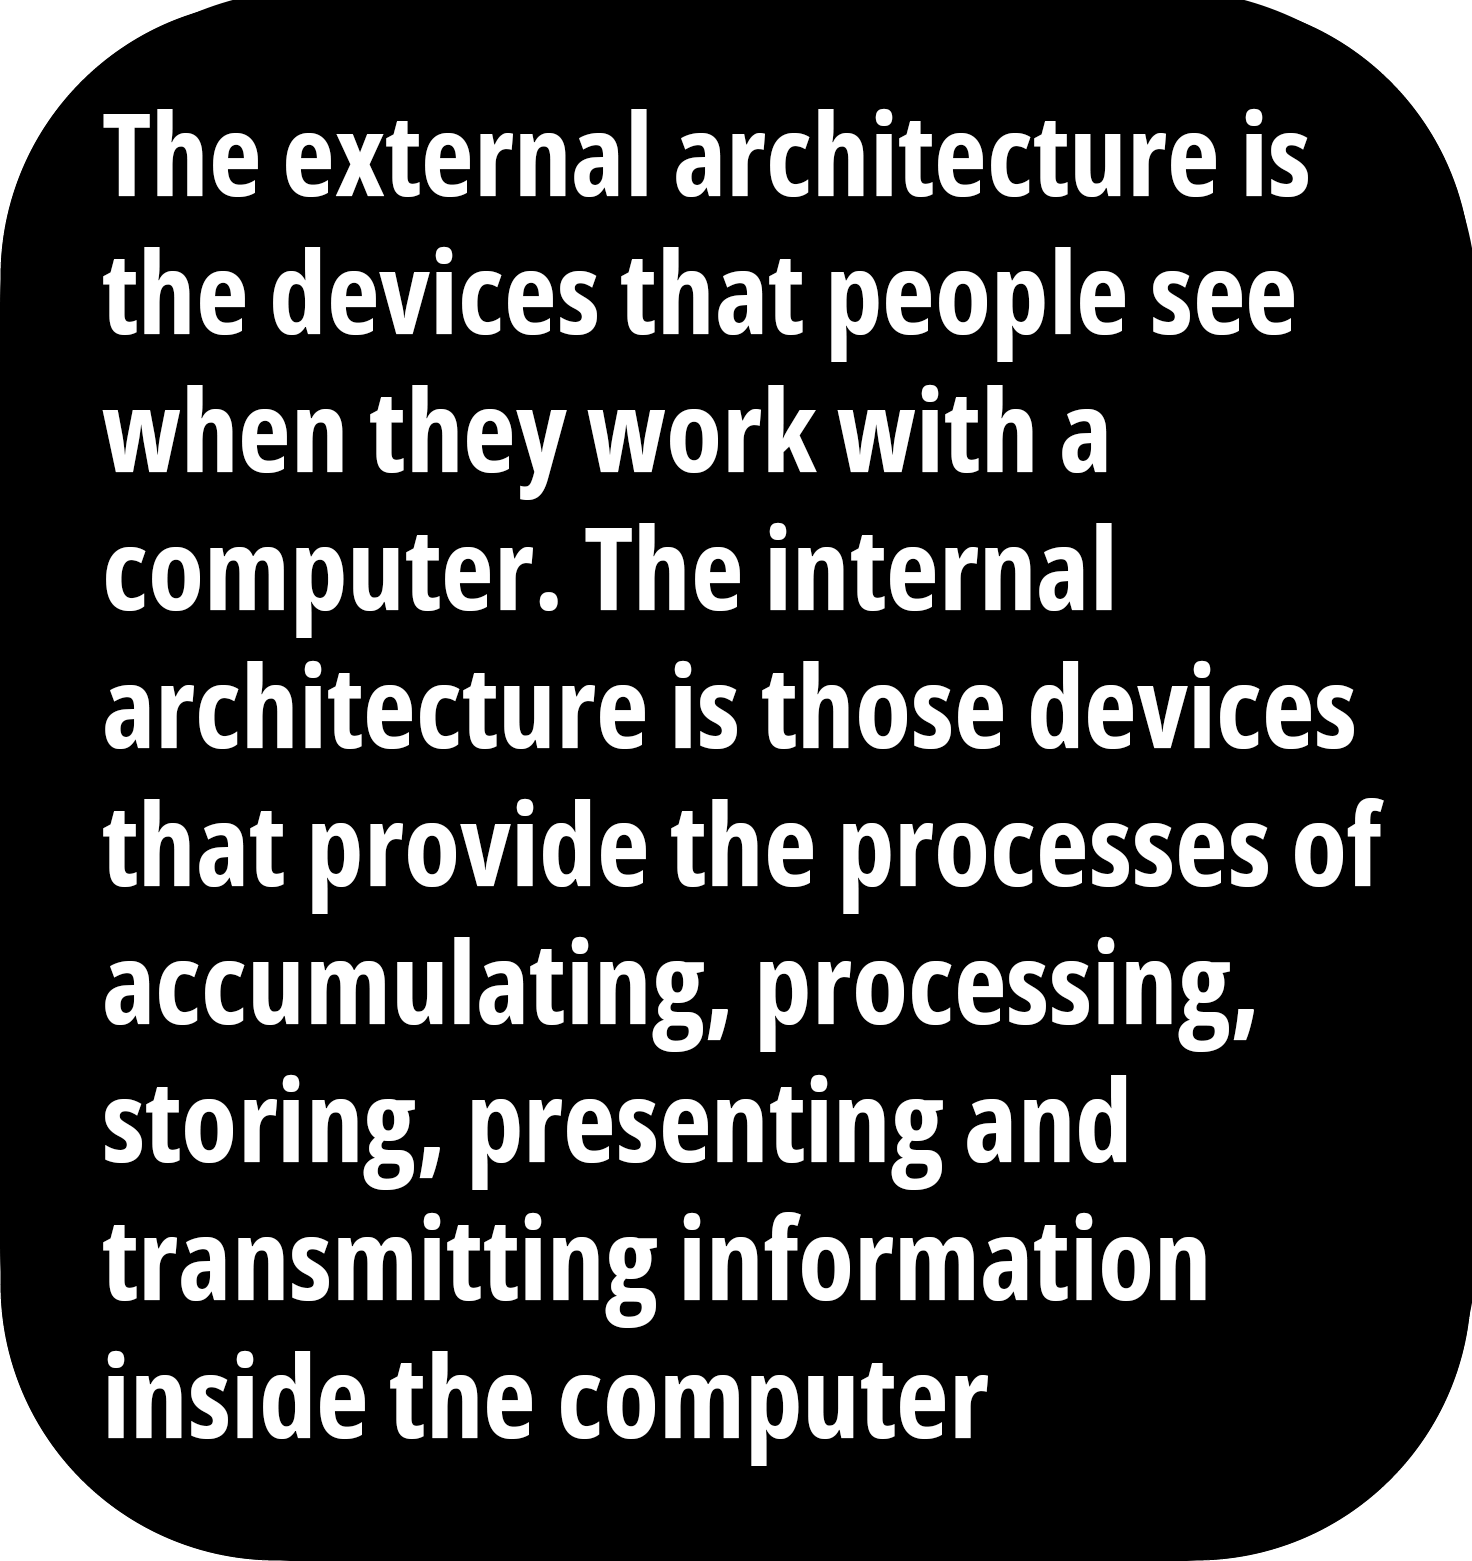 The external architecture is
the devices that people see
when they work with a
computer. The internal
architecture is those devices
that provide the processes of
accumulating, processing,
storing, presenting and
transmitting information
inside the computer